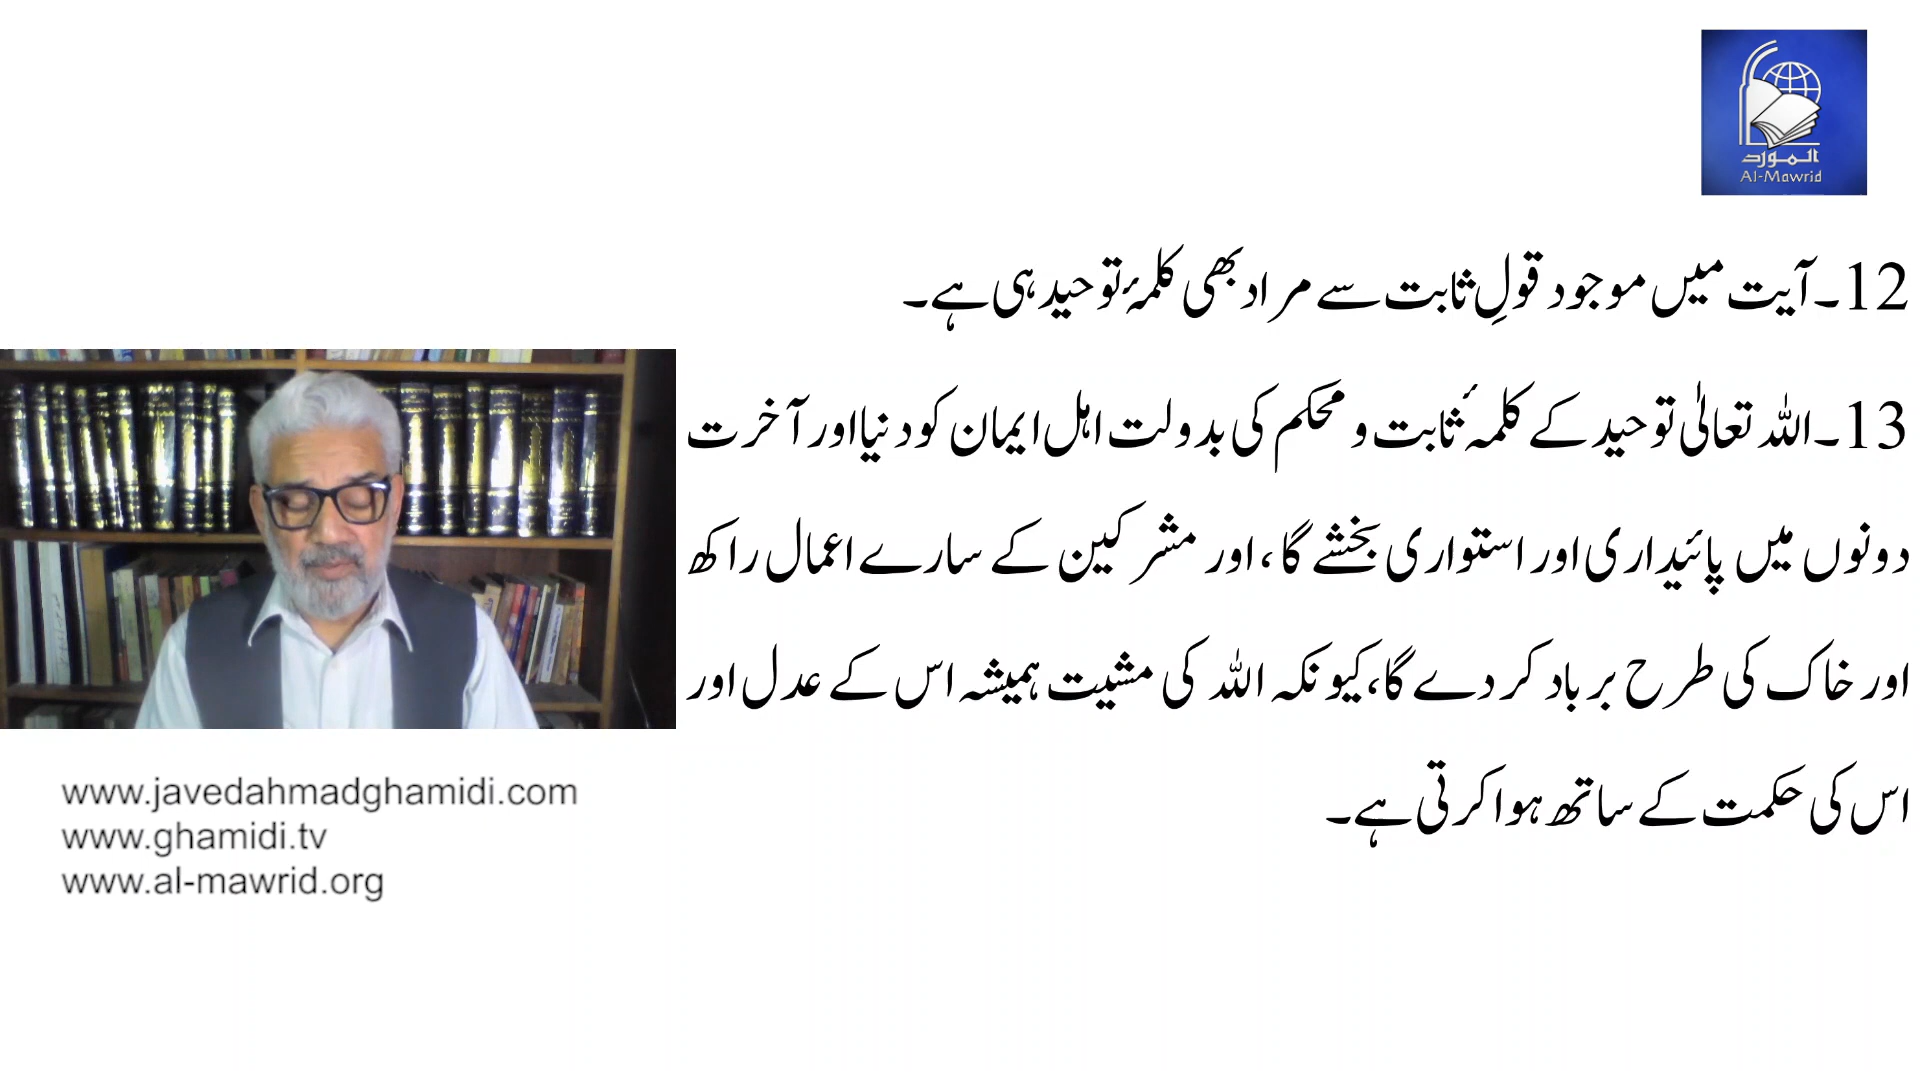 المورد
Al-Mawrid
12۔ آیت میں موجود قولِ ثابت سے مراد بھی کلمۂ توحید ہی ہے۔
13۔ اللہ تعالیٰ توحید کے کلمہٴ ثابت و محکم کی بدولت اہل ایمان کو دنیا اور آخرت
دونوں میں پائیداری اور استواری بخشے گا، اور مشرکین کے سارے اعمال راکھ
اور خاک کی طرح برباد کر دے گا، کیونکہ اللہ کی مشیت ہمیشہ اس کے عدل اور
اس کی حکمت کے ساتھ ہوا کرتی ہے۔
www.javedahmadghamidi.com
www.ghamidi.tv
www.al-mawrid.org